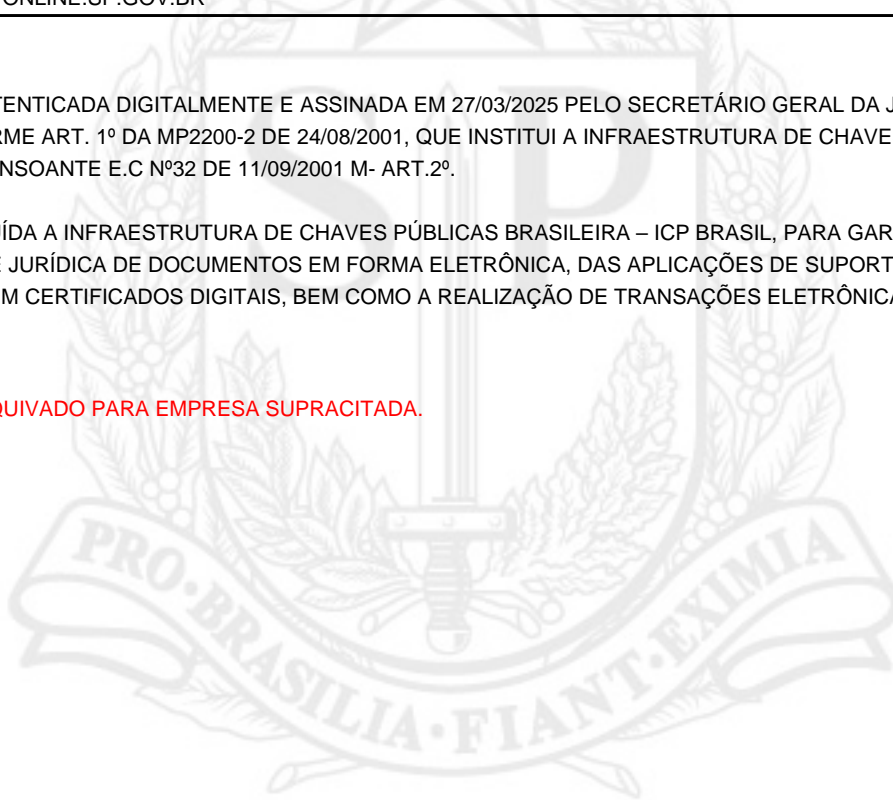 ONLINE.SP.GOV.BR
TENTICADA DIGITALMENTE E ASSINADA EM 27/03/2025 PELO SECRETÁRIO GERAL DA J
RME ART. 1º DA MP2200-2 DE 24/08/2001, QUE INSTITUI A INFRAESTRUTURA DE CHAVE
NSOANTE E.C Nº32 DE 11/09/2001 M- ART.2º.
ÍDA A INFRAESTRUTURA DE CHAVES PÚBLICAS BRASILEIRA – ICP BRASIL, PARA GAR
E JURÍDICA DE DOCUMENTOS EM FORMA ELETRÔNICA, DAS APLICAÇÕES DE SUPORT
M CERTIFICADOS DIGITAIS, BEM COMO A REALIZAÇÃO DE TRANSAÇÕES ELETRÔNICA
QUIVADO PARA EMPRESA SUPRACITADA.
SP
PRO·BRASILIA·FIANT·EXIMIA